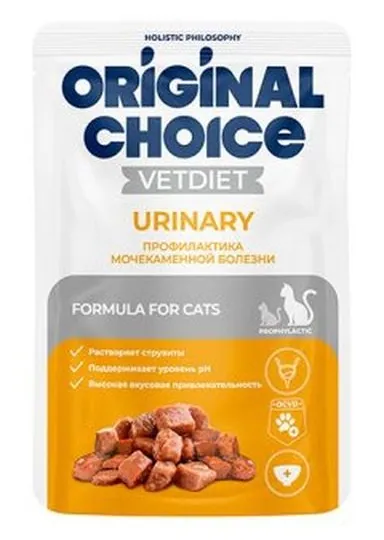 HOLISTIC PHILOSOPHY
ORIGINAL
CHOICE
VETDIET
URINARY
ПРОФИЛАКТИКА
МОЧЕКАМЕННОЙ БОЛЕЗНИ
FORMULA FOR CATS
PROPHYLACTIC
Растворяет струвиты
Поддерживает уровень pH
Высокая вкусовая привлекательность